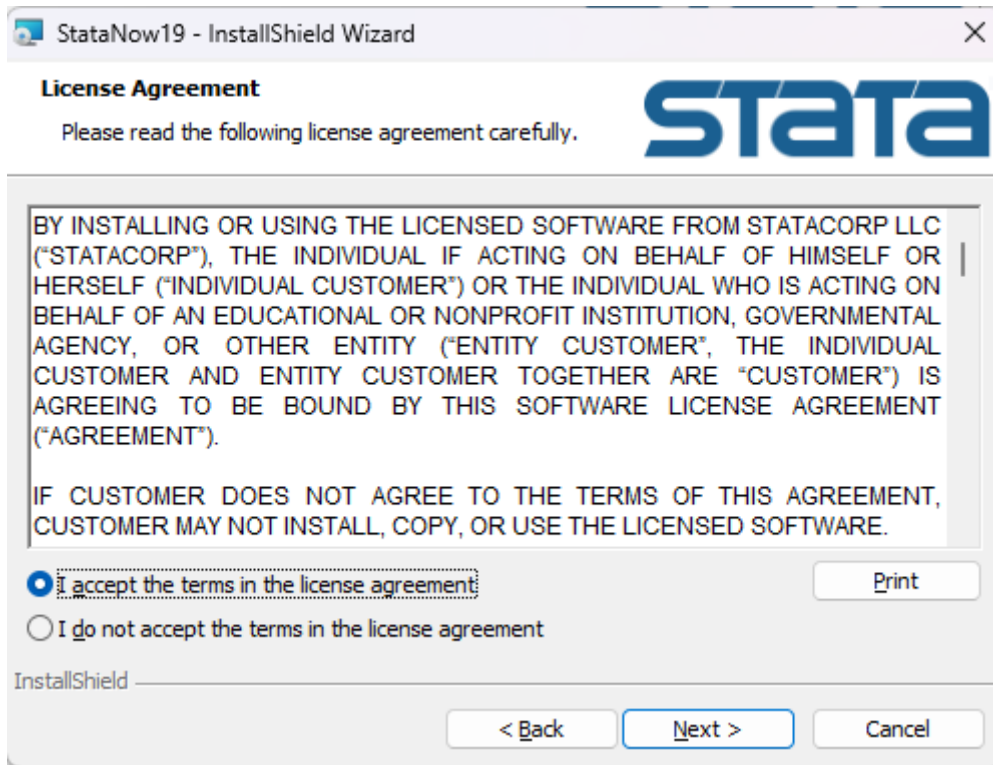 StataNow19 - InstallShield Wizard
License Agreement
Please read the following license agreement carefully.
stata
BY INSTALLING OR USING THE LICENSED SOFTWARE FROM STATACORP LLC
(“STATACORP”), THE INDIVIDUAL IF ACTING ON BEHALF OF HIMSELF OR
HERSELF (“INDIVIDUAL CUSTOMER”) OR THE INDIVIDUAL WHO IS ACTING ON
BEHALF OF AN EDUCATIONAL OR NONPROFIT INSTITUTION, GOVERNMENTAL
AGENCY, OR OTHER ENTITY (“ENTITY CUSTOMER”, THE INDIVIDUAL
CUSTOMER AND ENTITY CUSTOMER TOGETHER ARE “CUSTOMER”) IS
AGREEING TO BE BOUND BY THIS SOFTWARE LICENSE AGREEMENT
(“AGREEMENT”).
IF CUSTOMER DOES NOT AGREE TO THE TERMS OF THIS AGREEMENT,
CUSTOMER MAY NOT INSTALL, COPY, OR USE THE LICENSED SOFTWARE.
I accept the terms in the license agreement
Print
I do not accept the terms in the license agreement
InstallShield
< Back
Next >
Cancel